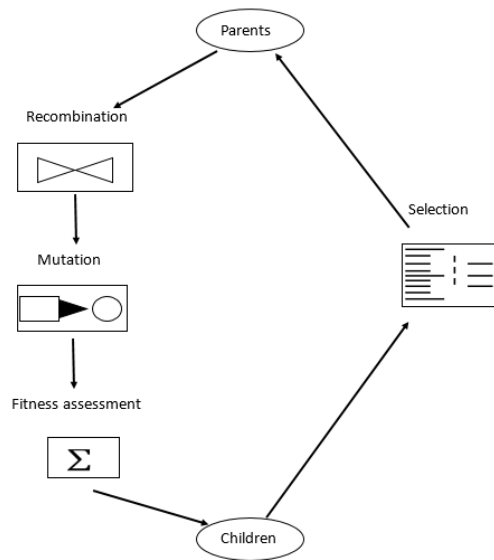 Parents
Recombination
Selection
Mutation
Fitness assessment
Σ
Children